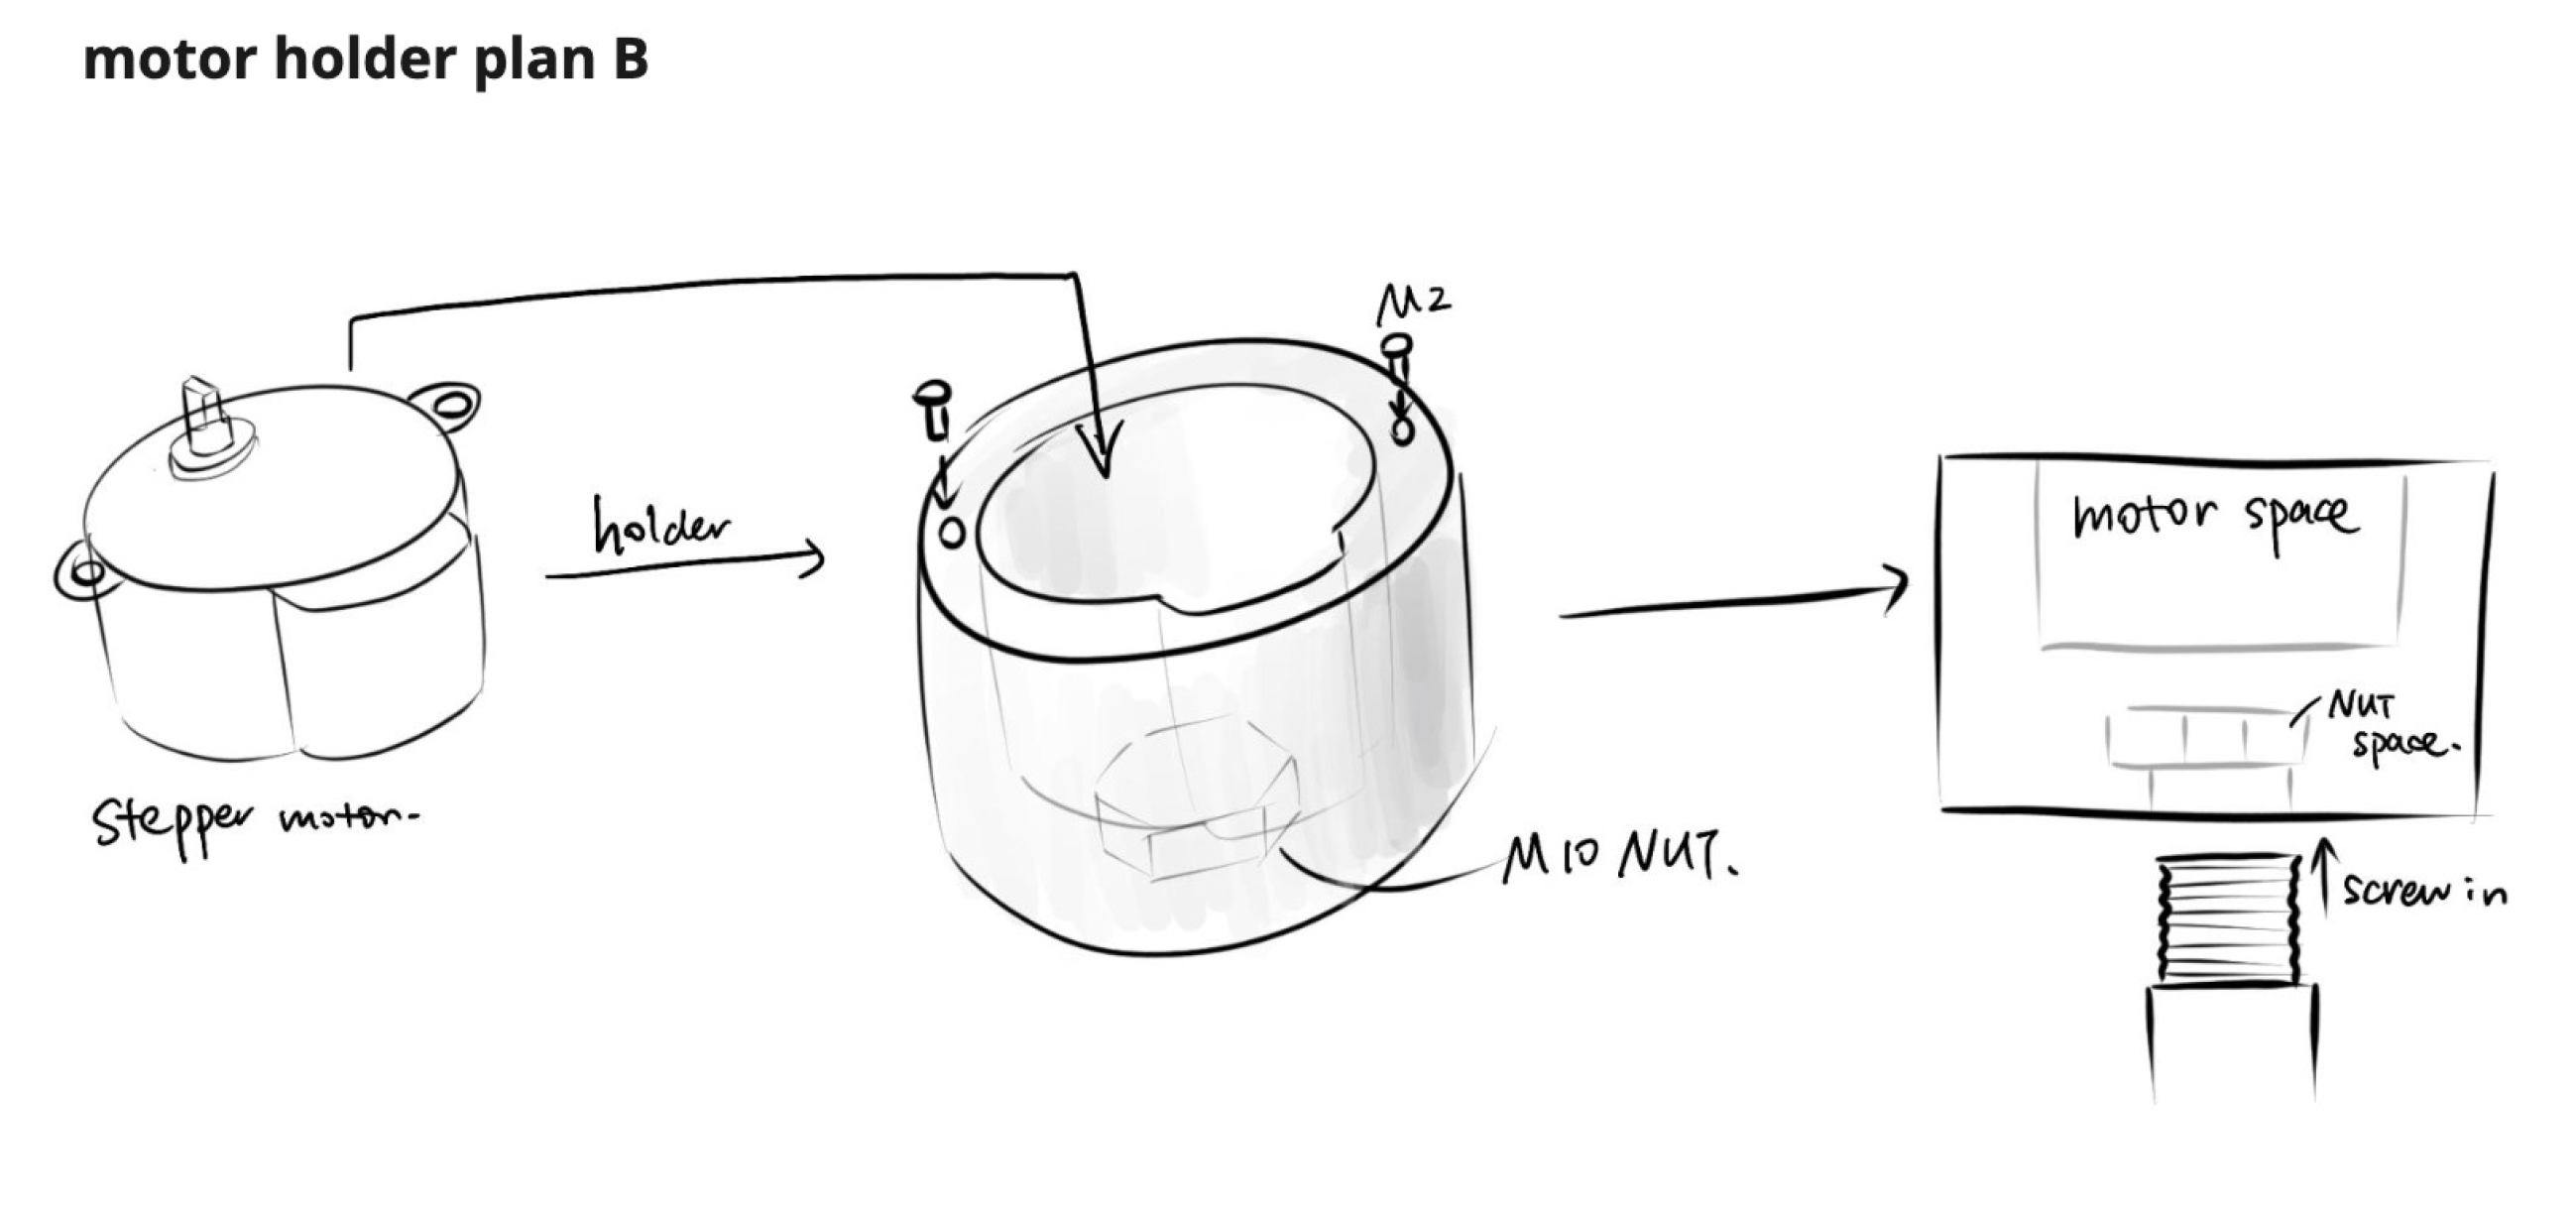 motor holder plan B
M2
holder
stepper motor.
M10 NUT.
motor space
NUT
space.
screw in